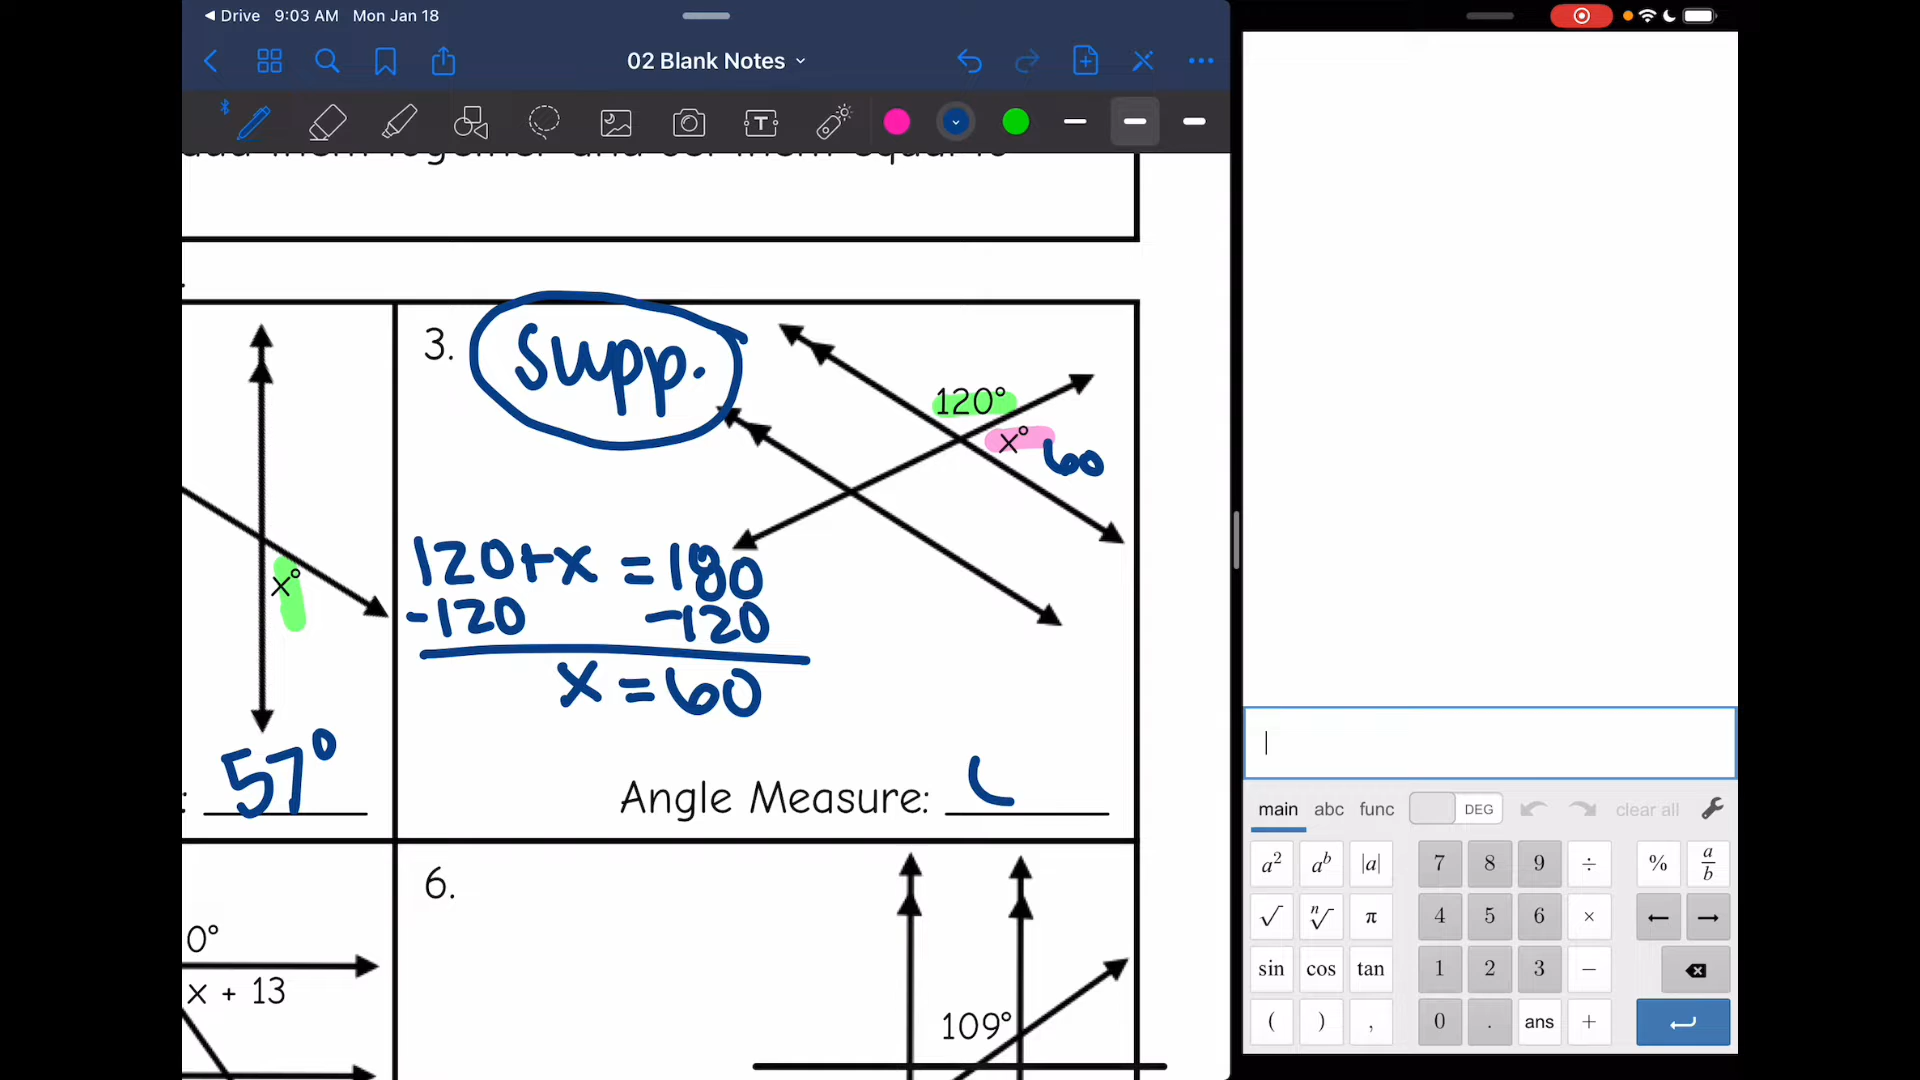 Drive 9:03 AM Mon Jan 18
02 Blank Notes
T
3. supp.
120°
x° 60
120+x = 180
-120 -120
x = 60
x°
57°
Angle Measure:
6.
0°
x + 13
109°
main abc func DEG clear all
a² aᵇ |a| 7 8 9 ÷ % a/b
√ ⁿ√ π 4 5 6 × ← →
sin cos tan 1 2 3 −
( ) , 0 . ans +